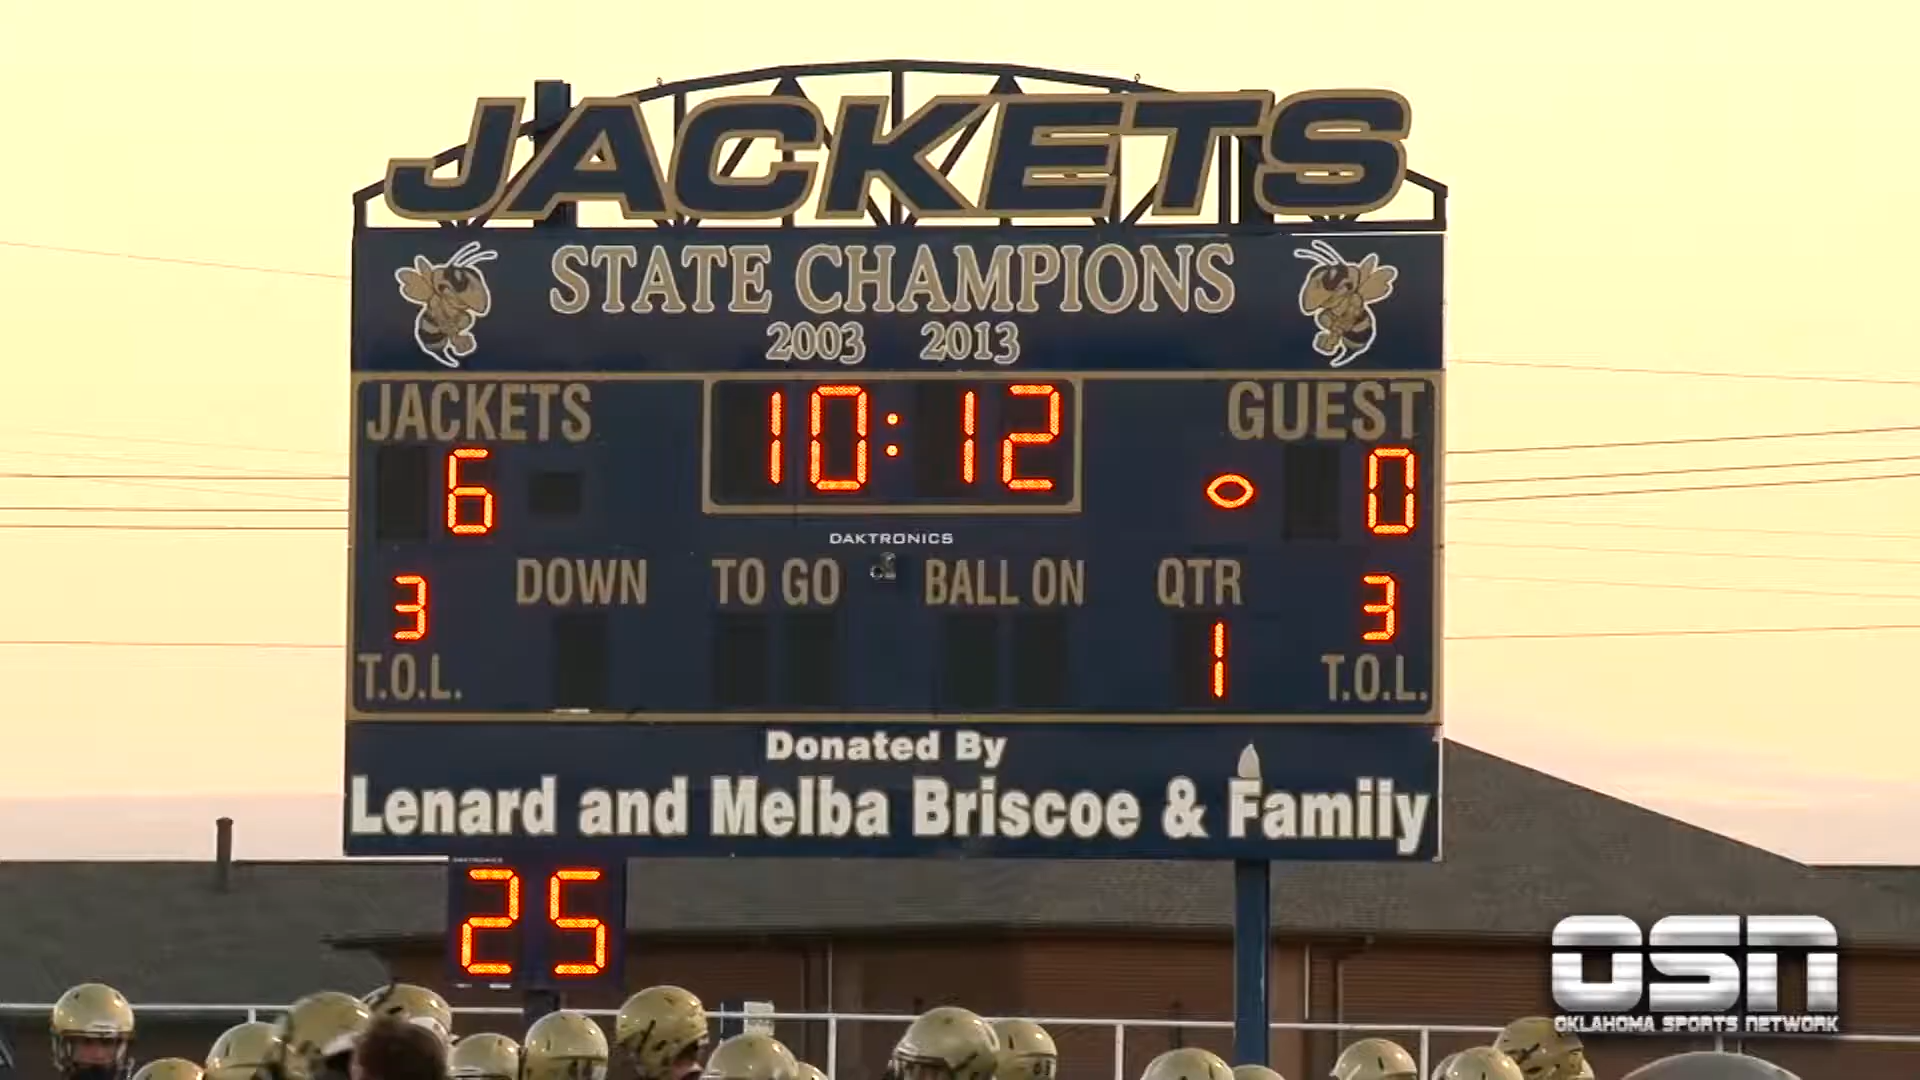 JACKETS
STATE CHAMPIONS
2003 2013
JACKETS 10:12 GUEST
6 0
DAKTRONICS
DOWN TO GO BALL ON QTR
3 1 3
T.O.L. T.O.L.
Donated By
Lenard and Melba Briscoe & Family
DAKTRONICS
25
OSN
OKLAHOMA SPORTS NETWORK